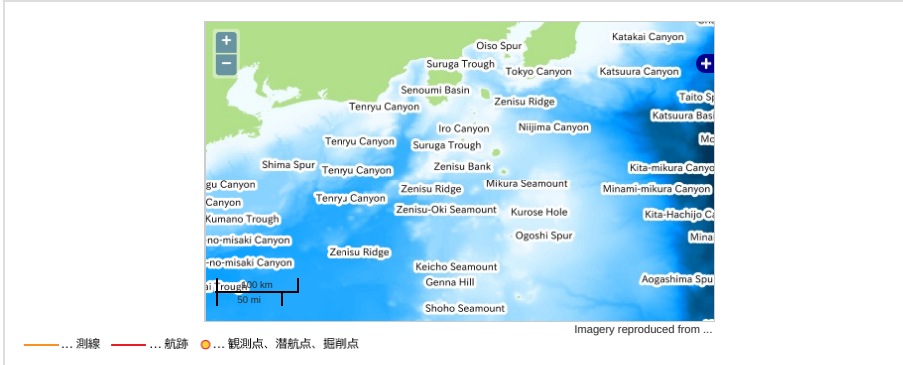 +
Katakai Canyon
Oiso Spur
Suruga Trough
Tokyo Canyon
Katsuura Canyon
+
−
Senoumi Basin
Zenisu Ridge
Taito Sp
Tenryu Canyon
Katsuura Basi
Iro Canyon
Niijima Canyon
Tenryu Canyon
Suruga Trough
Mo
Shima Spur
Tenryu Canyon
Zenisu Bank
Kita-mikura Canyo
gu Canyon
Zenisu Ridge
Mikura Seamount
Minami-mikura Canyon
Canyon
Tenryu Canyon
Zenisu-Oki Seamount
Kurose Hole
Kita-Hachijo Ca
Kumano Trough
no-misaki Canyon
Ogoshi Spur
Mina
Zenisu Ridge
-no-misaki Canyon
Keicho Seamount
Aogashima Spu
Genna Hill
ai Trough
100 km
50 mi
Shoho Seamount
Imagery reproduced from ...
... 測線 ... 航跡 ... 観測点、潜航点、掘削点